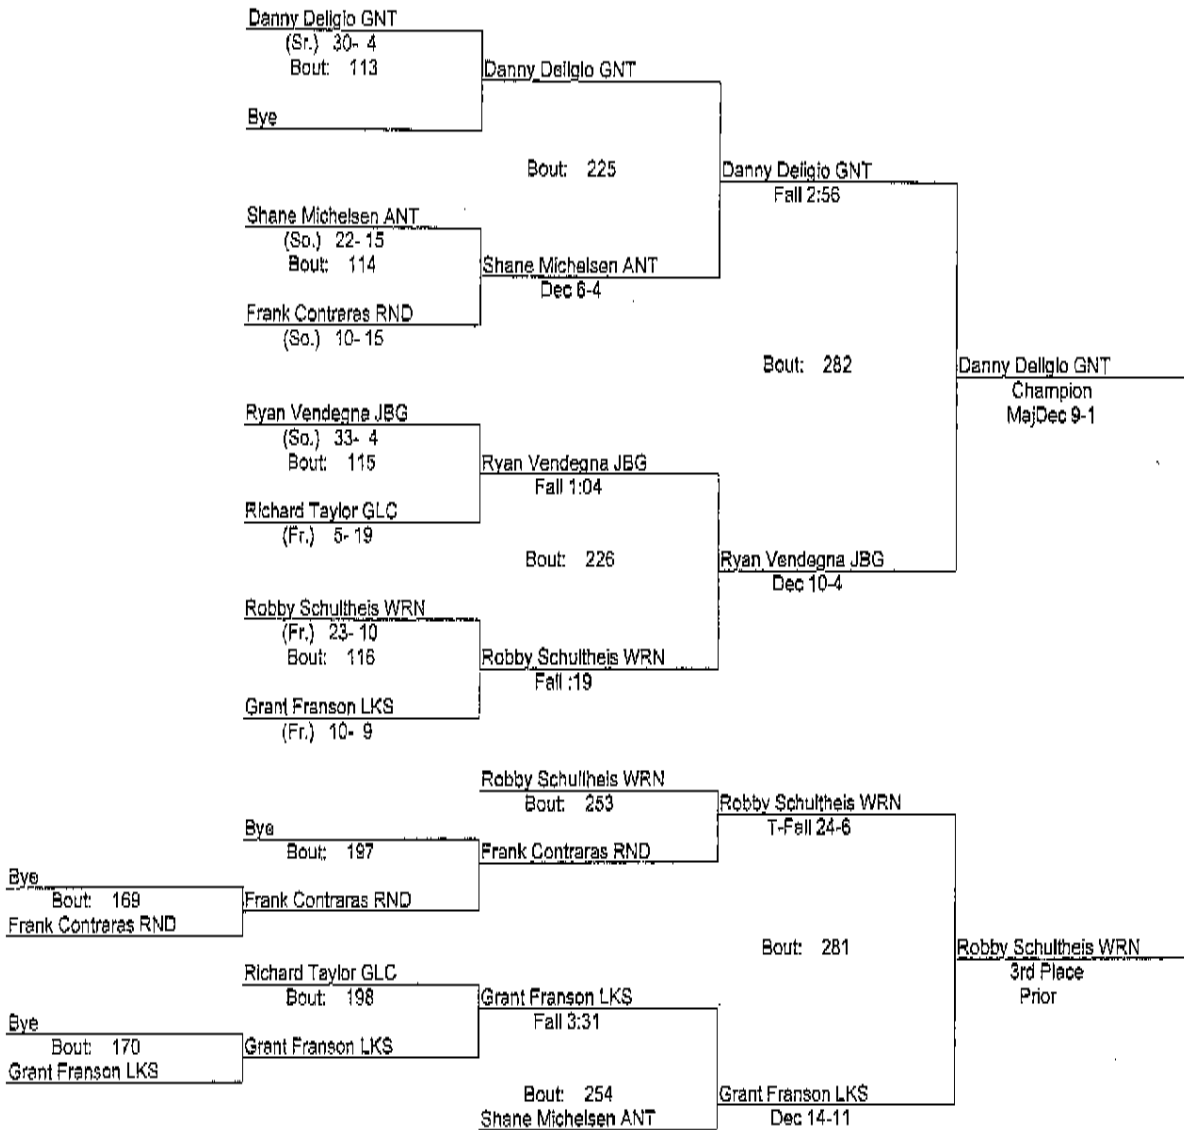 Danny Deligio GNT
(Sr.) 30- 4
Bout: 113
Danny Deligio GNT
Bye
Bout: 225
Danny Deligio GNT
Fall 2:56
Shane Michelsen ANT
(So.) 22- 15
Bout: 114
Shane Michelsen ANT
Dec 6-4
Frank Contraras RND
(So.) 10- 15
Bout: 282
Danny Deligio GNT
Champion
MajDec 9-1
Ryan Vendegna JBG
(So.) 33- 4
Bout: 115
Ryan Vendegna JBG
Fall 1:04
Richard Taylor GLC
(Fr.) 5- 19
Bout: 226
Ryan Vendegna JBG
Dec 10-4
Robby Schultheis WRN
(Fr.) 23- 10
Bout: 116
Robby Schultheis WRN
Fall :19
Grant Franson LKS
(Fr.) 10- 9
Robby Schultheis WRN
Bout: 253
Robby Schultheis WRN
T-Fall 24-6
Bye
Bout: 197
Frank Contraras RND
Bye
Bout: 169
Frank Contraras RND
Frank Contraras RND
Bout: 281
Robby Schultheis WRN
3rd Place
Prior
Richard Taylor GLC
Bout: 198
Grant Franson LKS
Fall 3:31
Bye
Bout: 170
Grant Franson LKS
Grant Franson LKS
Bout: 254
Shane Michelsen ANT
Grant Franson LKS
Dec 14-11